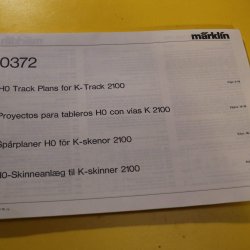 märklin
0372
H0 Track Plans for K-Track 2100
Proyectos para tableros H0 con vias K 2100
Spårplaner H0 för K-skenor 2100
H0-Skinneanlæg til K-skinner 2100